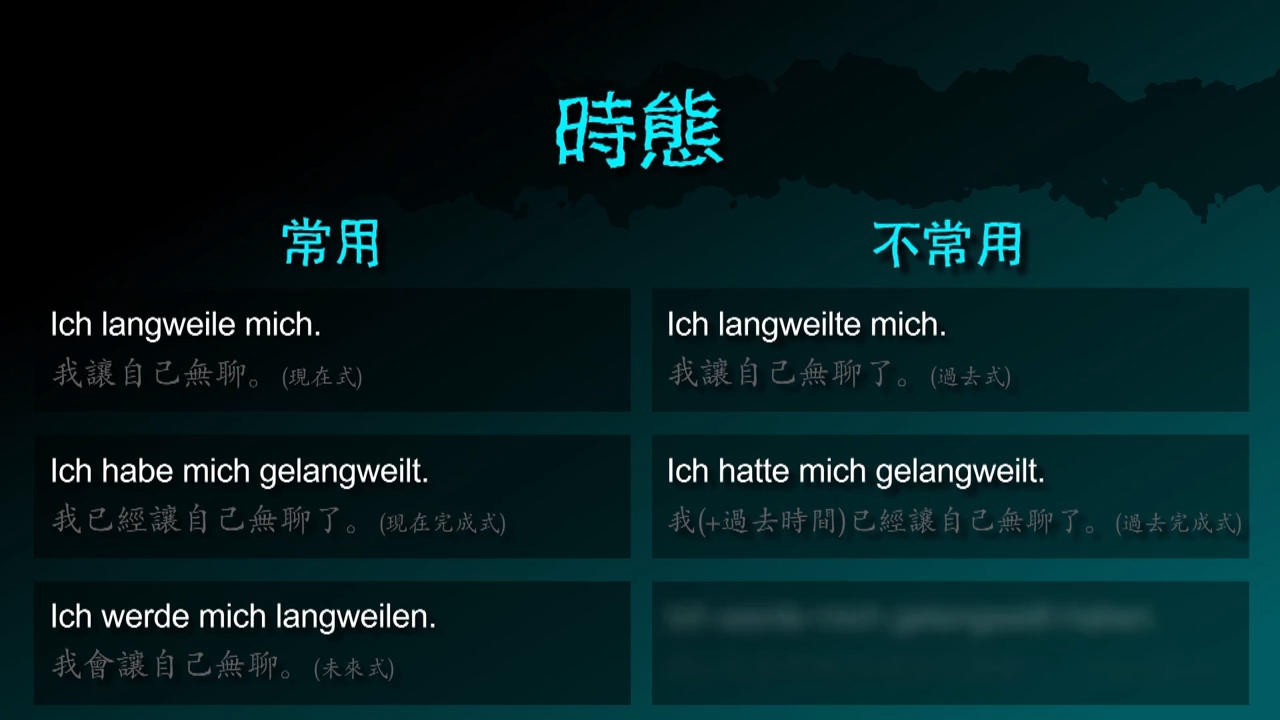 時態
常用
Ich langweile mich.
我讓自己無聊。(現在式)
Ich habe mich gelangweilt.
我已經讓自己無聊了。(現在完成式)
Ich werde mich langweilen.
我會讓自己無聊。(未來式)
不常用
Ich langweilte mich.
我讓自己無聊了。(過去式)
Ich hatte mich gelangweilt.
我(+過去時間)已經讓自己無聊了。(過去完成式)